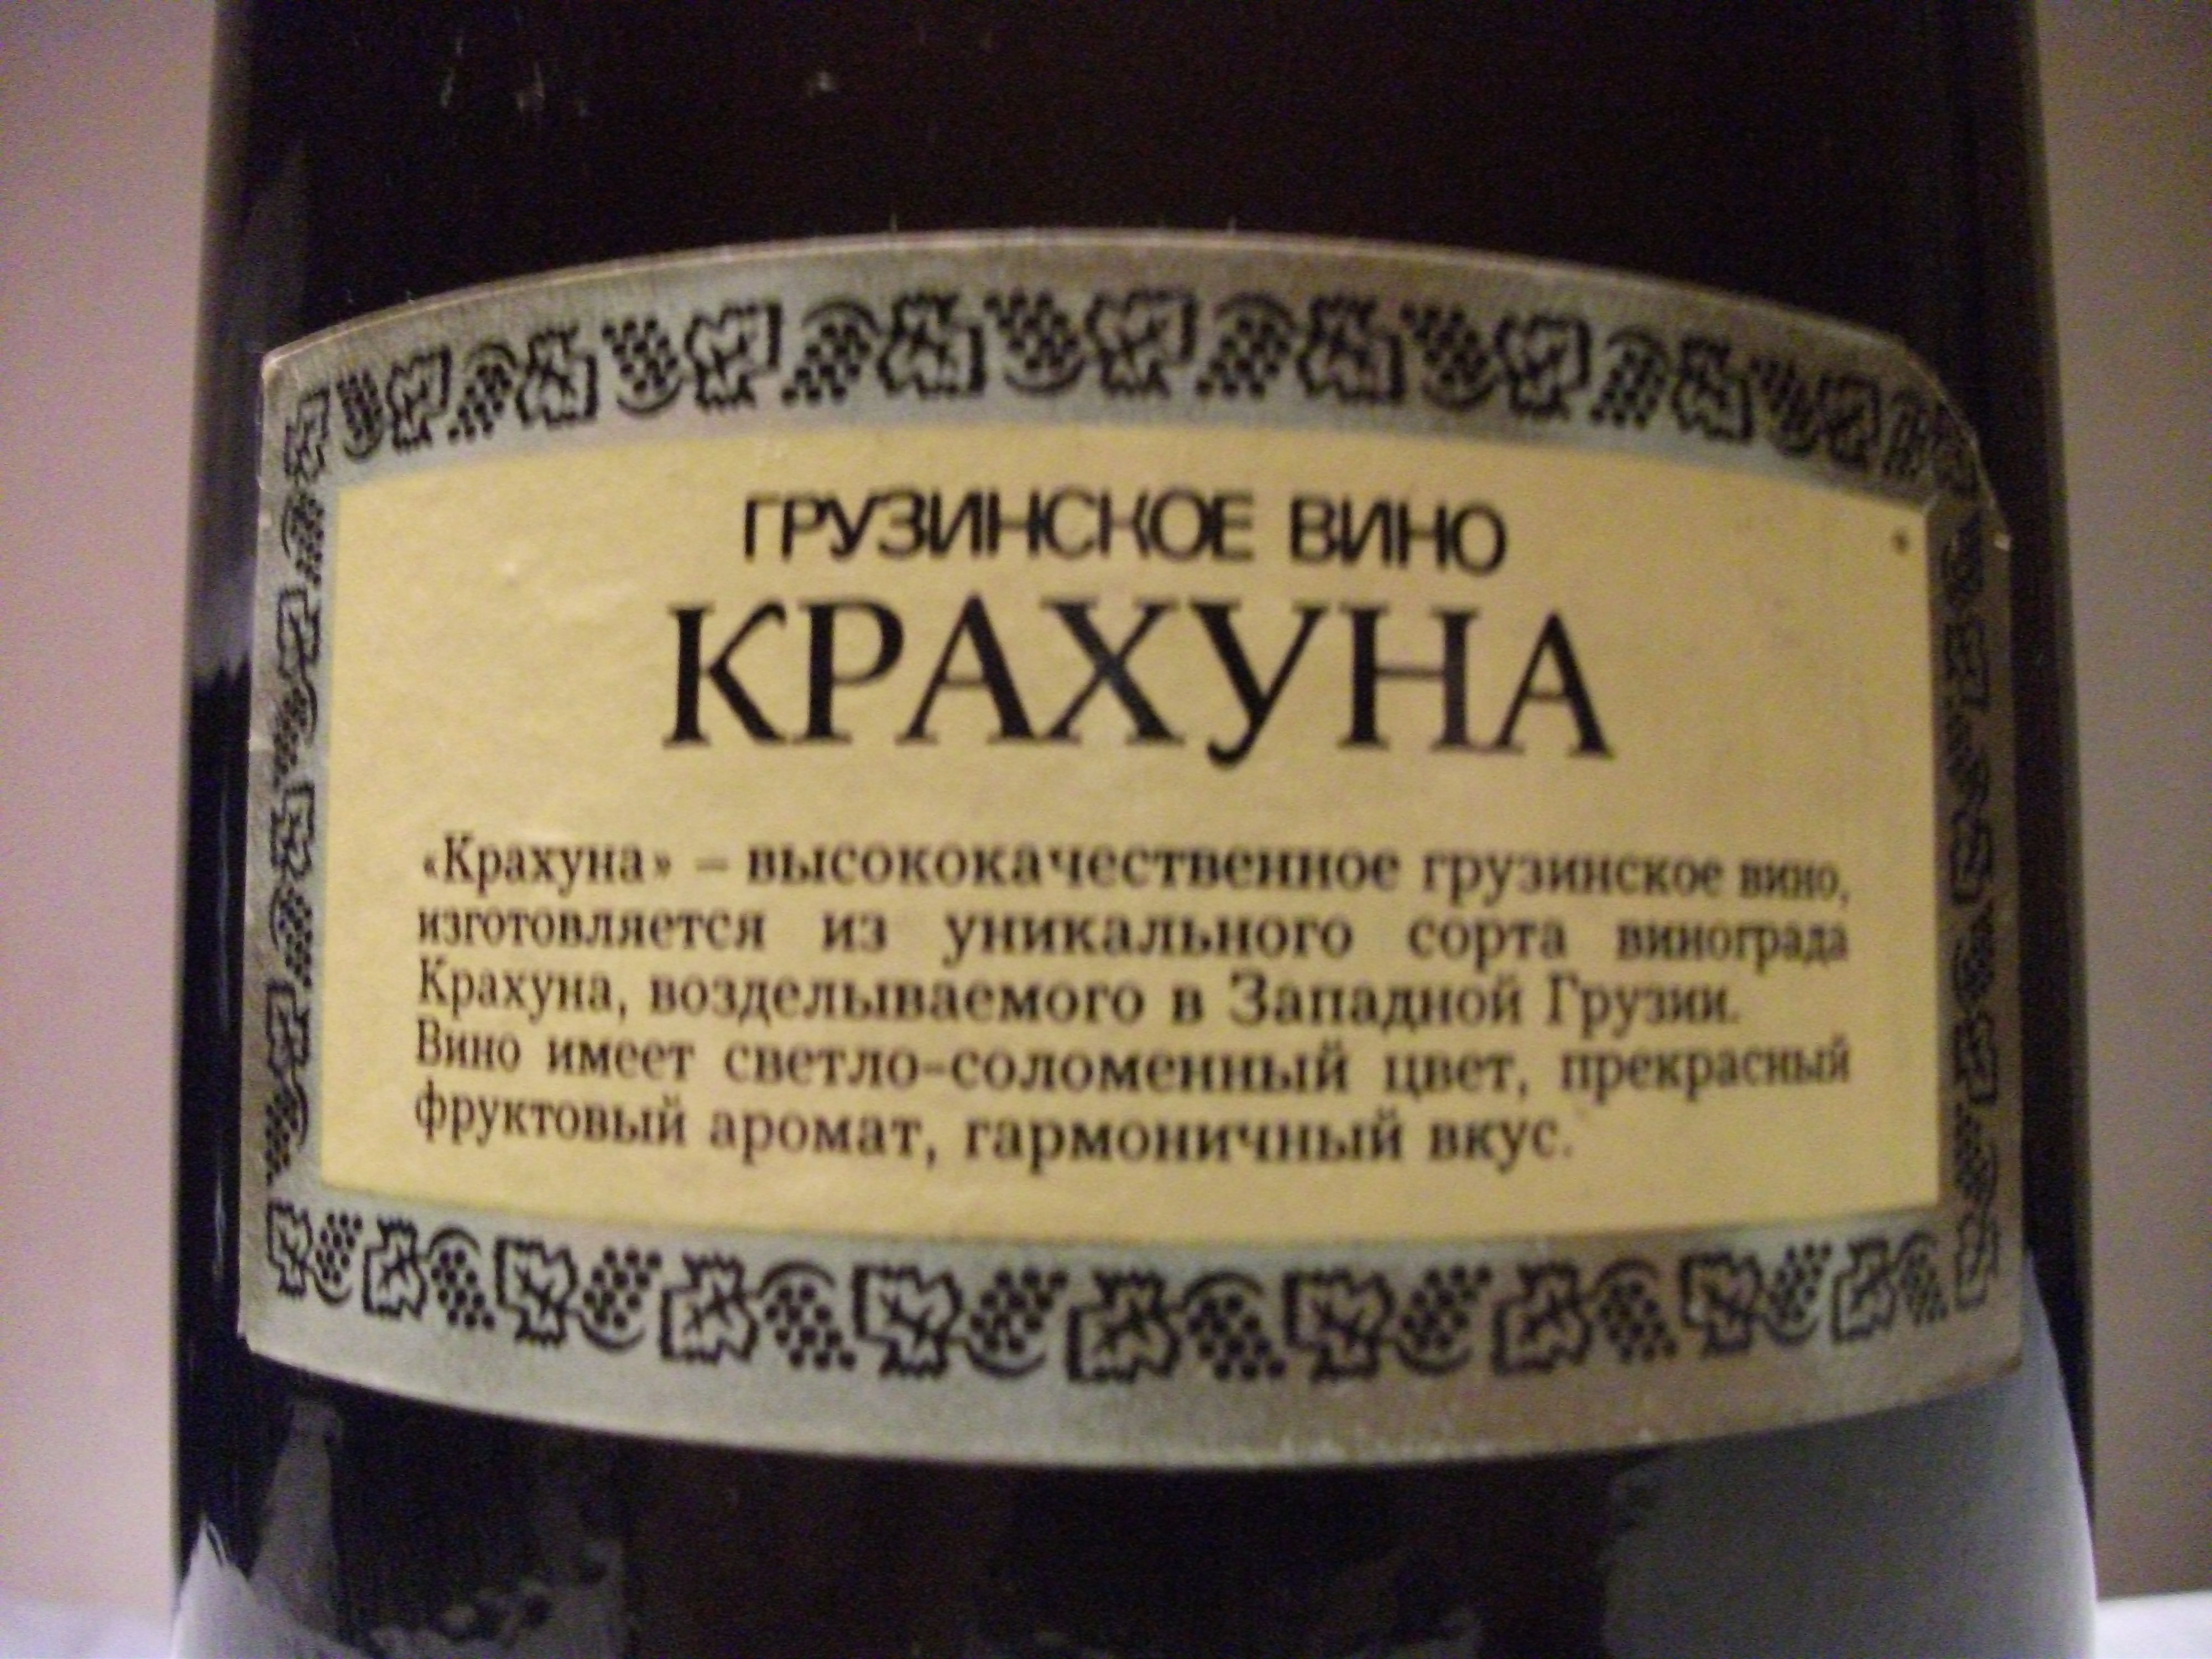 ГРУЗИНСКОЕ ВИНО
КРАХУНА
«Крахуна» – высококачественное грузинское вино,
изготовляется из уникального сорта винограда
Крахуна, возделываемого в Западной Грузии.
Вино имеет светло-соломенный цвет, прекрасный
фруктовый аромат, гармоничный вкус.